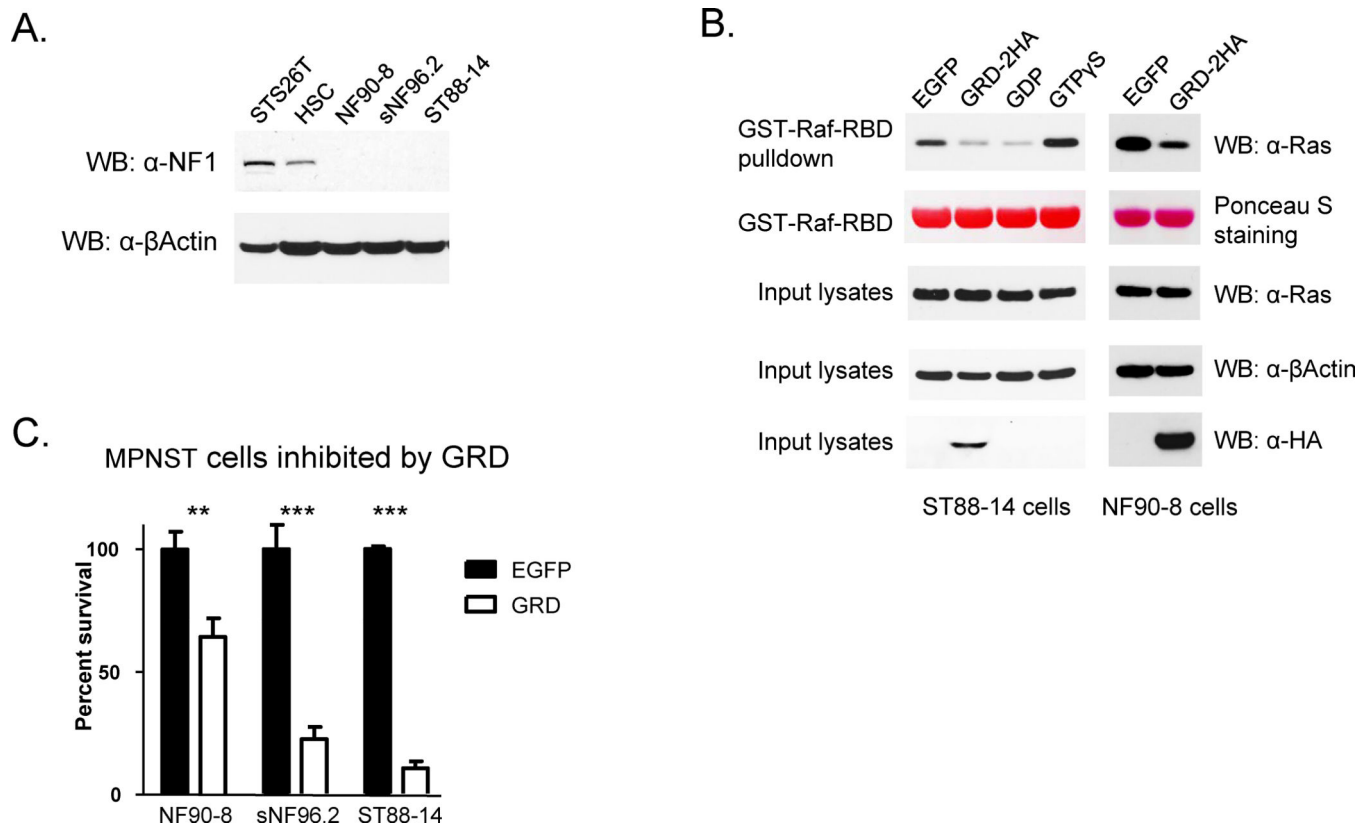 A.
STS26T HSC NF90-8 sNF96.2 ST88-14
WB: α-NF1
WB: α-βActin
B.
EGFP GRD-2HA GDP GTPγS EGFP GRD-2HA
GST-Raf-RBD
pulldown
WB: α-Ras
GST-Raf-RBD
Ponceau S
staining
Input lysates
WB: α-Ras
Input lysates
WB: α-βActin
Input lysates
WB: α-HA
ST88-14 cells NF90-8 cells
C.
MPNST cells inhibited by GRD
** *** ***
Percent survival
100
50
0
NF90-8 sNF96.2 ST88-14
EGFP
GRD